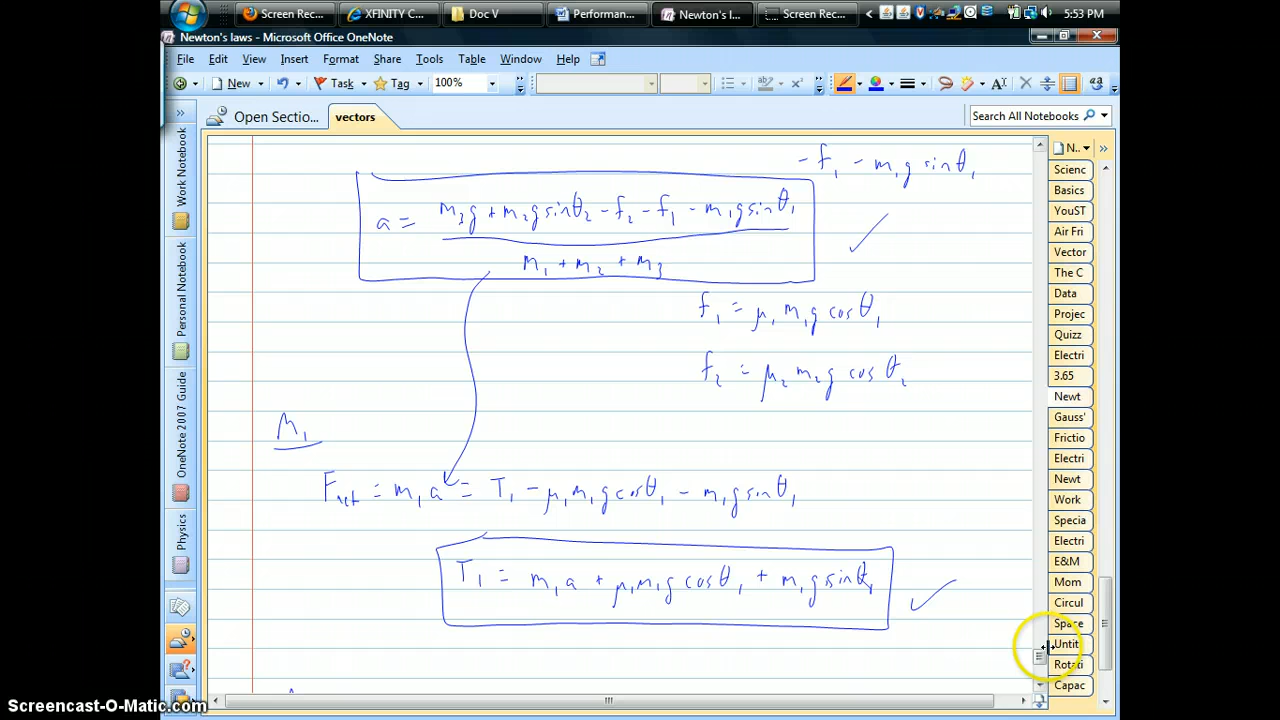 Screen Rec...
XFINITY C...
Doc V
Performan...
Newton's l...
Screen Rec...
5:53 PM
Newton's laws - Microsoft Office OneNote
File Edit View Insert Format Share Tools Table Window Help
New Task Tag 100%
Open Sectio... vectors Search All Notebooks
Work Notebook
Personal Notebook
OneNote 2007 Guide
Physics
- f₁ - m₁g sinθ₁
a = (m₃g + m₂g sinθ₂ - f₂ - f₁ - m₁g sinθ₁) / (m₁ + m₂ + m₃)
f₁ = μ₁ m₁g cosθ₁
f₂ = μ₂ m₂g cosθ₂
M₁
Fnet = m₁a = T₁ - μ₁m₁g cosθ₁ - m₁g sinθ₁
T₁ = m₁a + μ₁m₁g cosθ₁ + m₁g sinθ₁
N...
Scienc
Basics
YouST
Air Fri
Vector
The C
Data
Projec
Quizz
Electri
3.65
Newt
Gauss'
Frictio
Electri
Newt
Work
Specia
Electri
E&M
Mom
Circul
Space
Untit
Rotati
Capac
Screencast-O-Matic.com